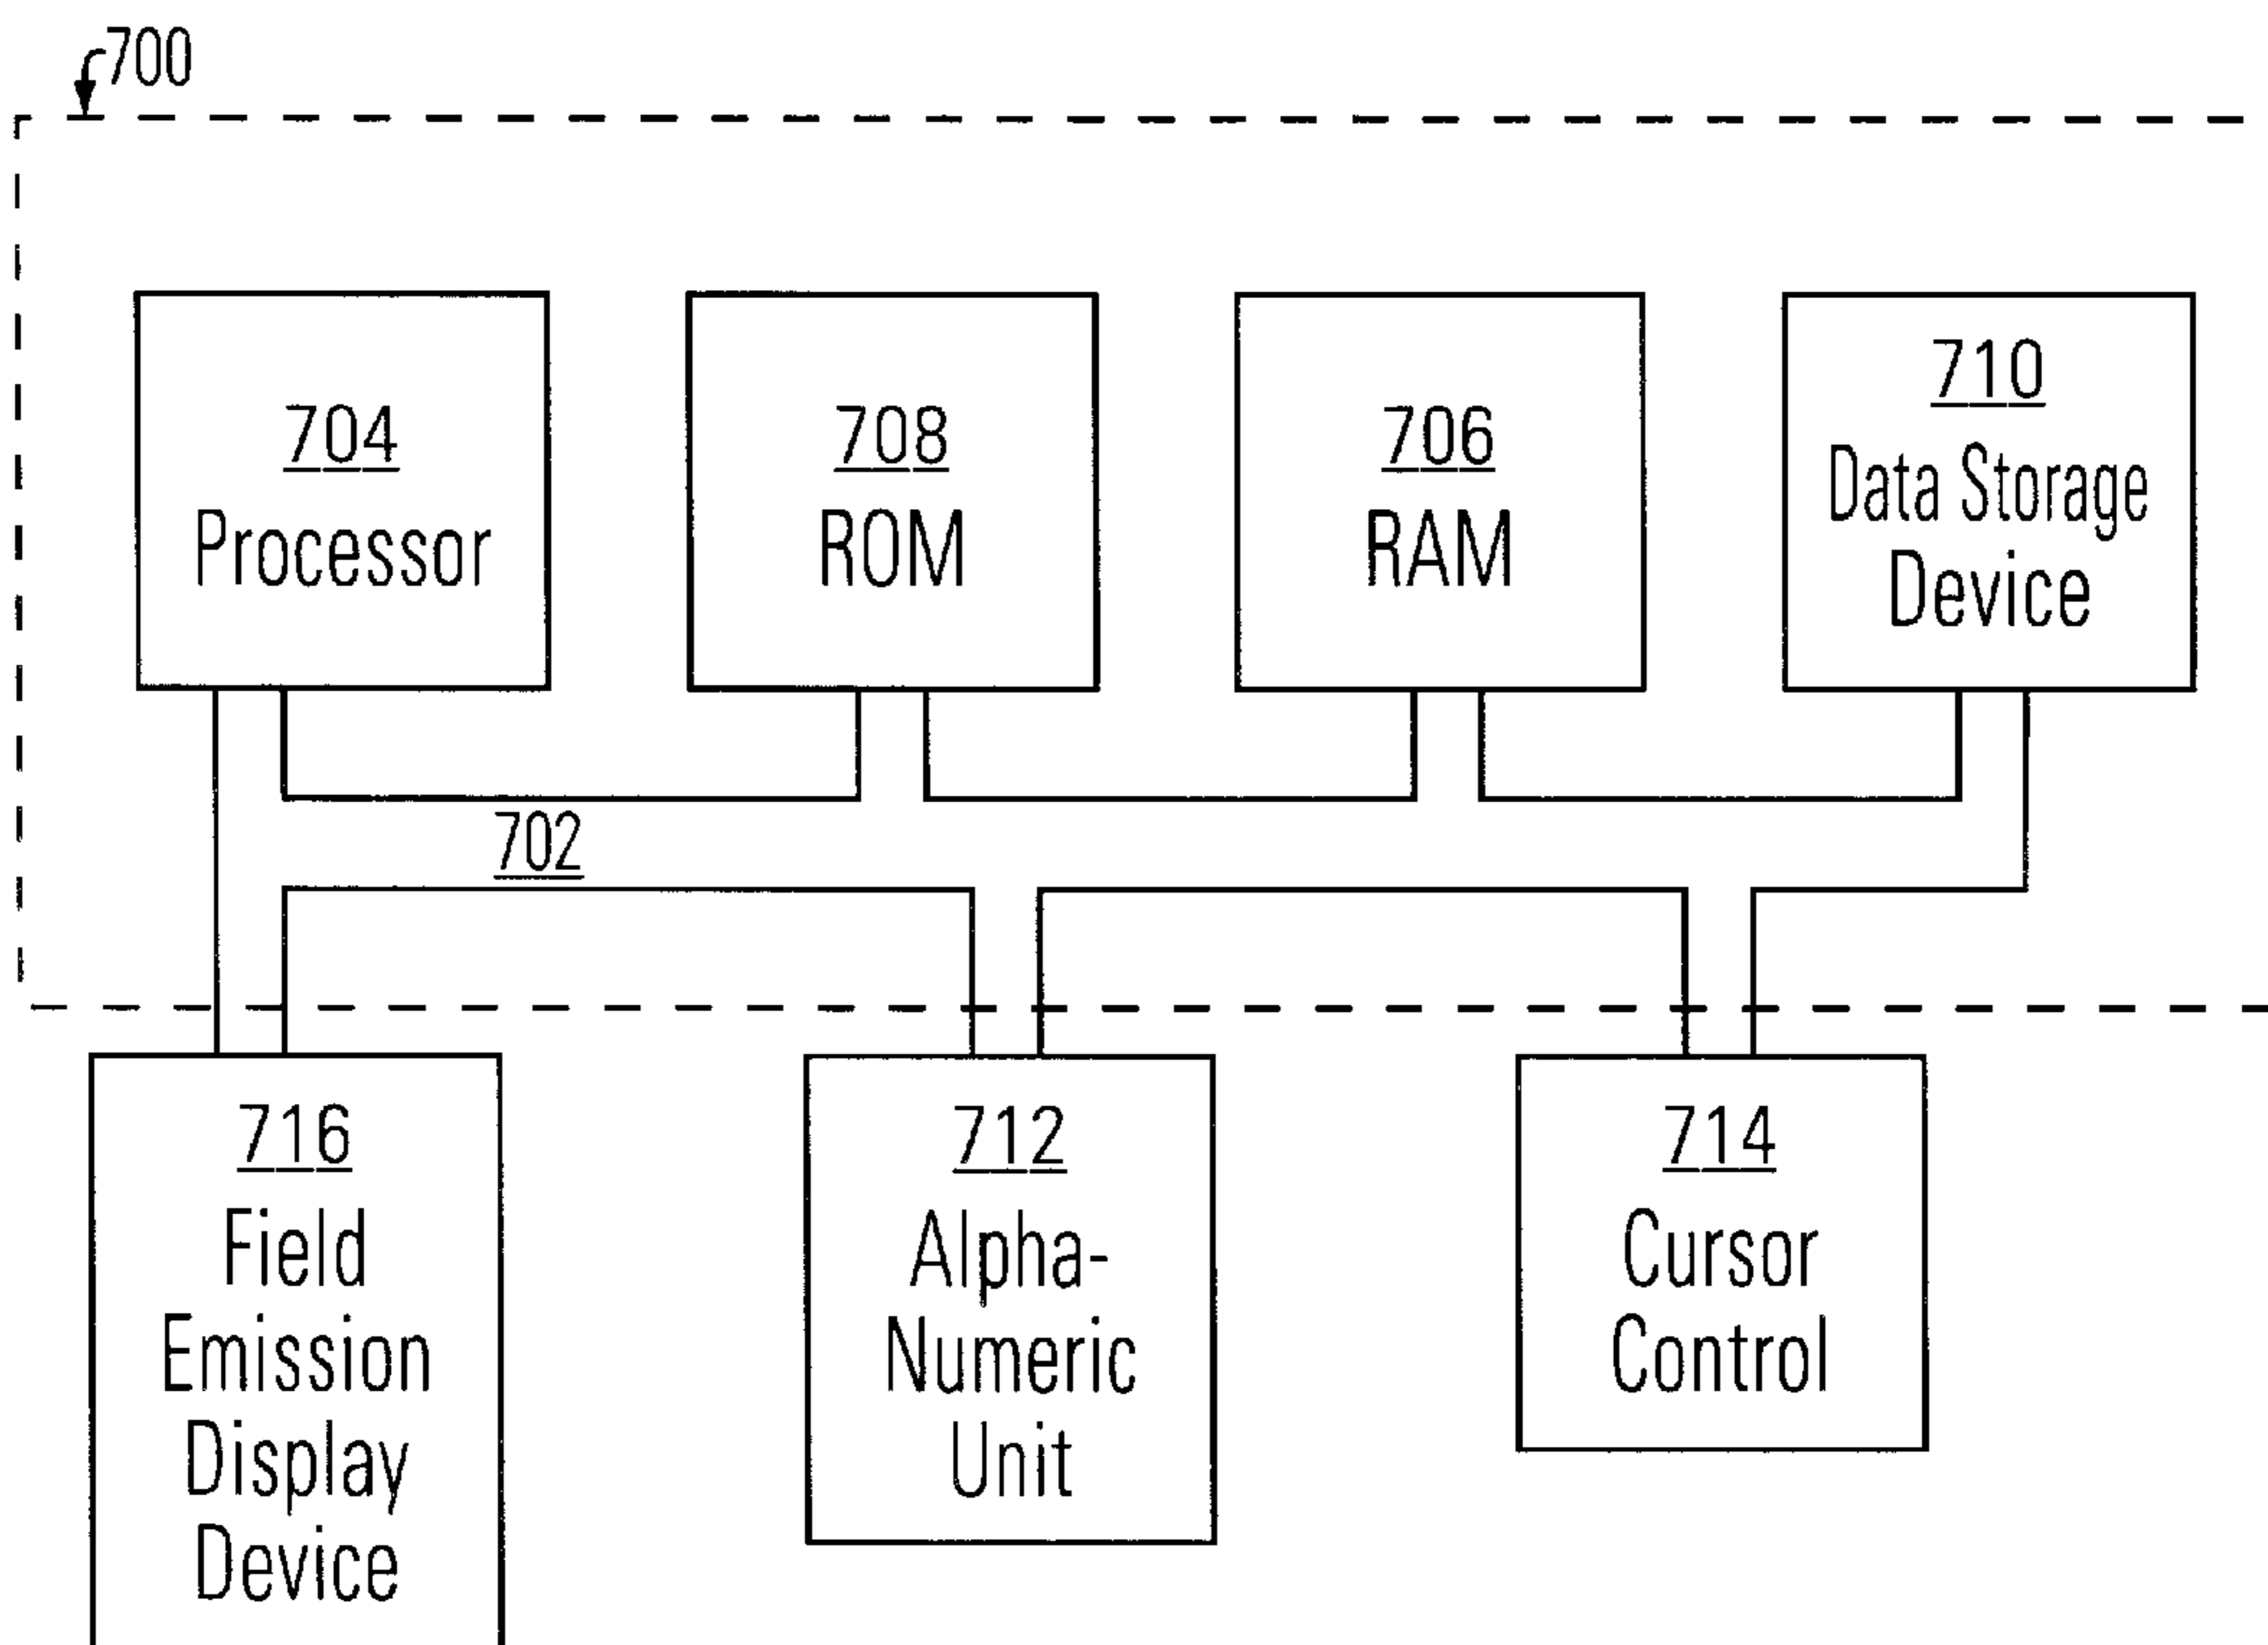 700
704
Processor
708
ROM
706
RAM
710
Data Storage
Device
702
716
Field
Emission
Display
Device
712
Alpha-
Numeric
Unit
714
Cursor
Control